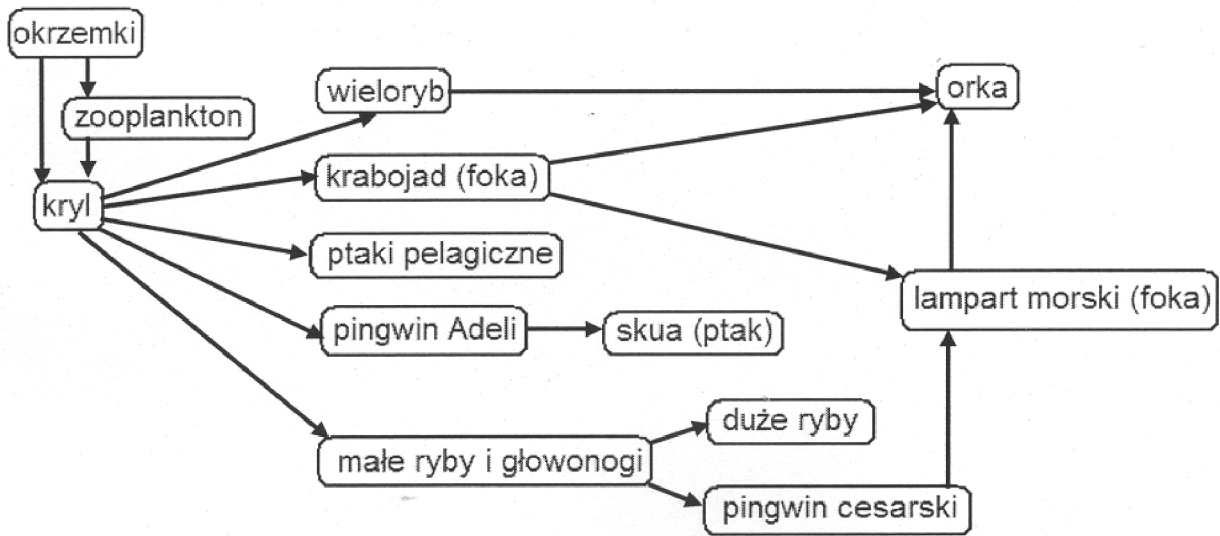 okrzemki
zooplankton
kryl
wieloryb
orka
krabojad (foka)
ptaki pelagiczne
lampart morski (foka)
pingwin Adeli
skua (ptak)
duże ryby
małe ryby i głowonogi
pingwin cesarski